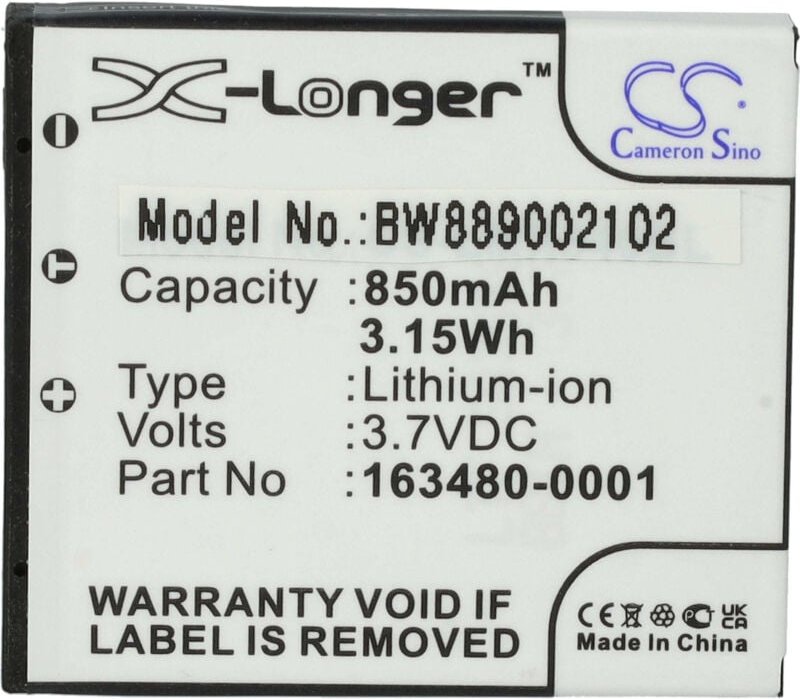 X-Longer™
CS
Cameron Sino
Model No.:BW889002102
Capacity :850mAh
3.15Wh
Type :Lithium-ion
Volts :3.7VDC
Part No :163480-0001
WARRANTY VOID IF
LABEL IS REMOVED
CE UK CA
Made In China